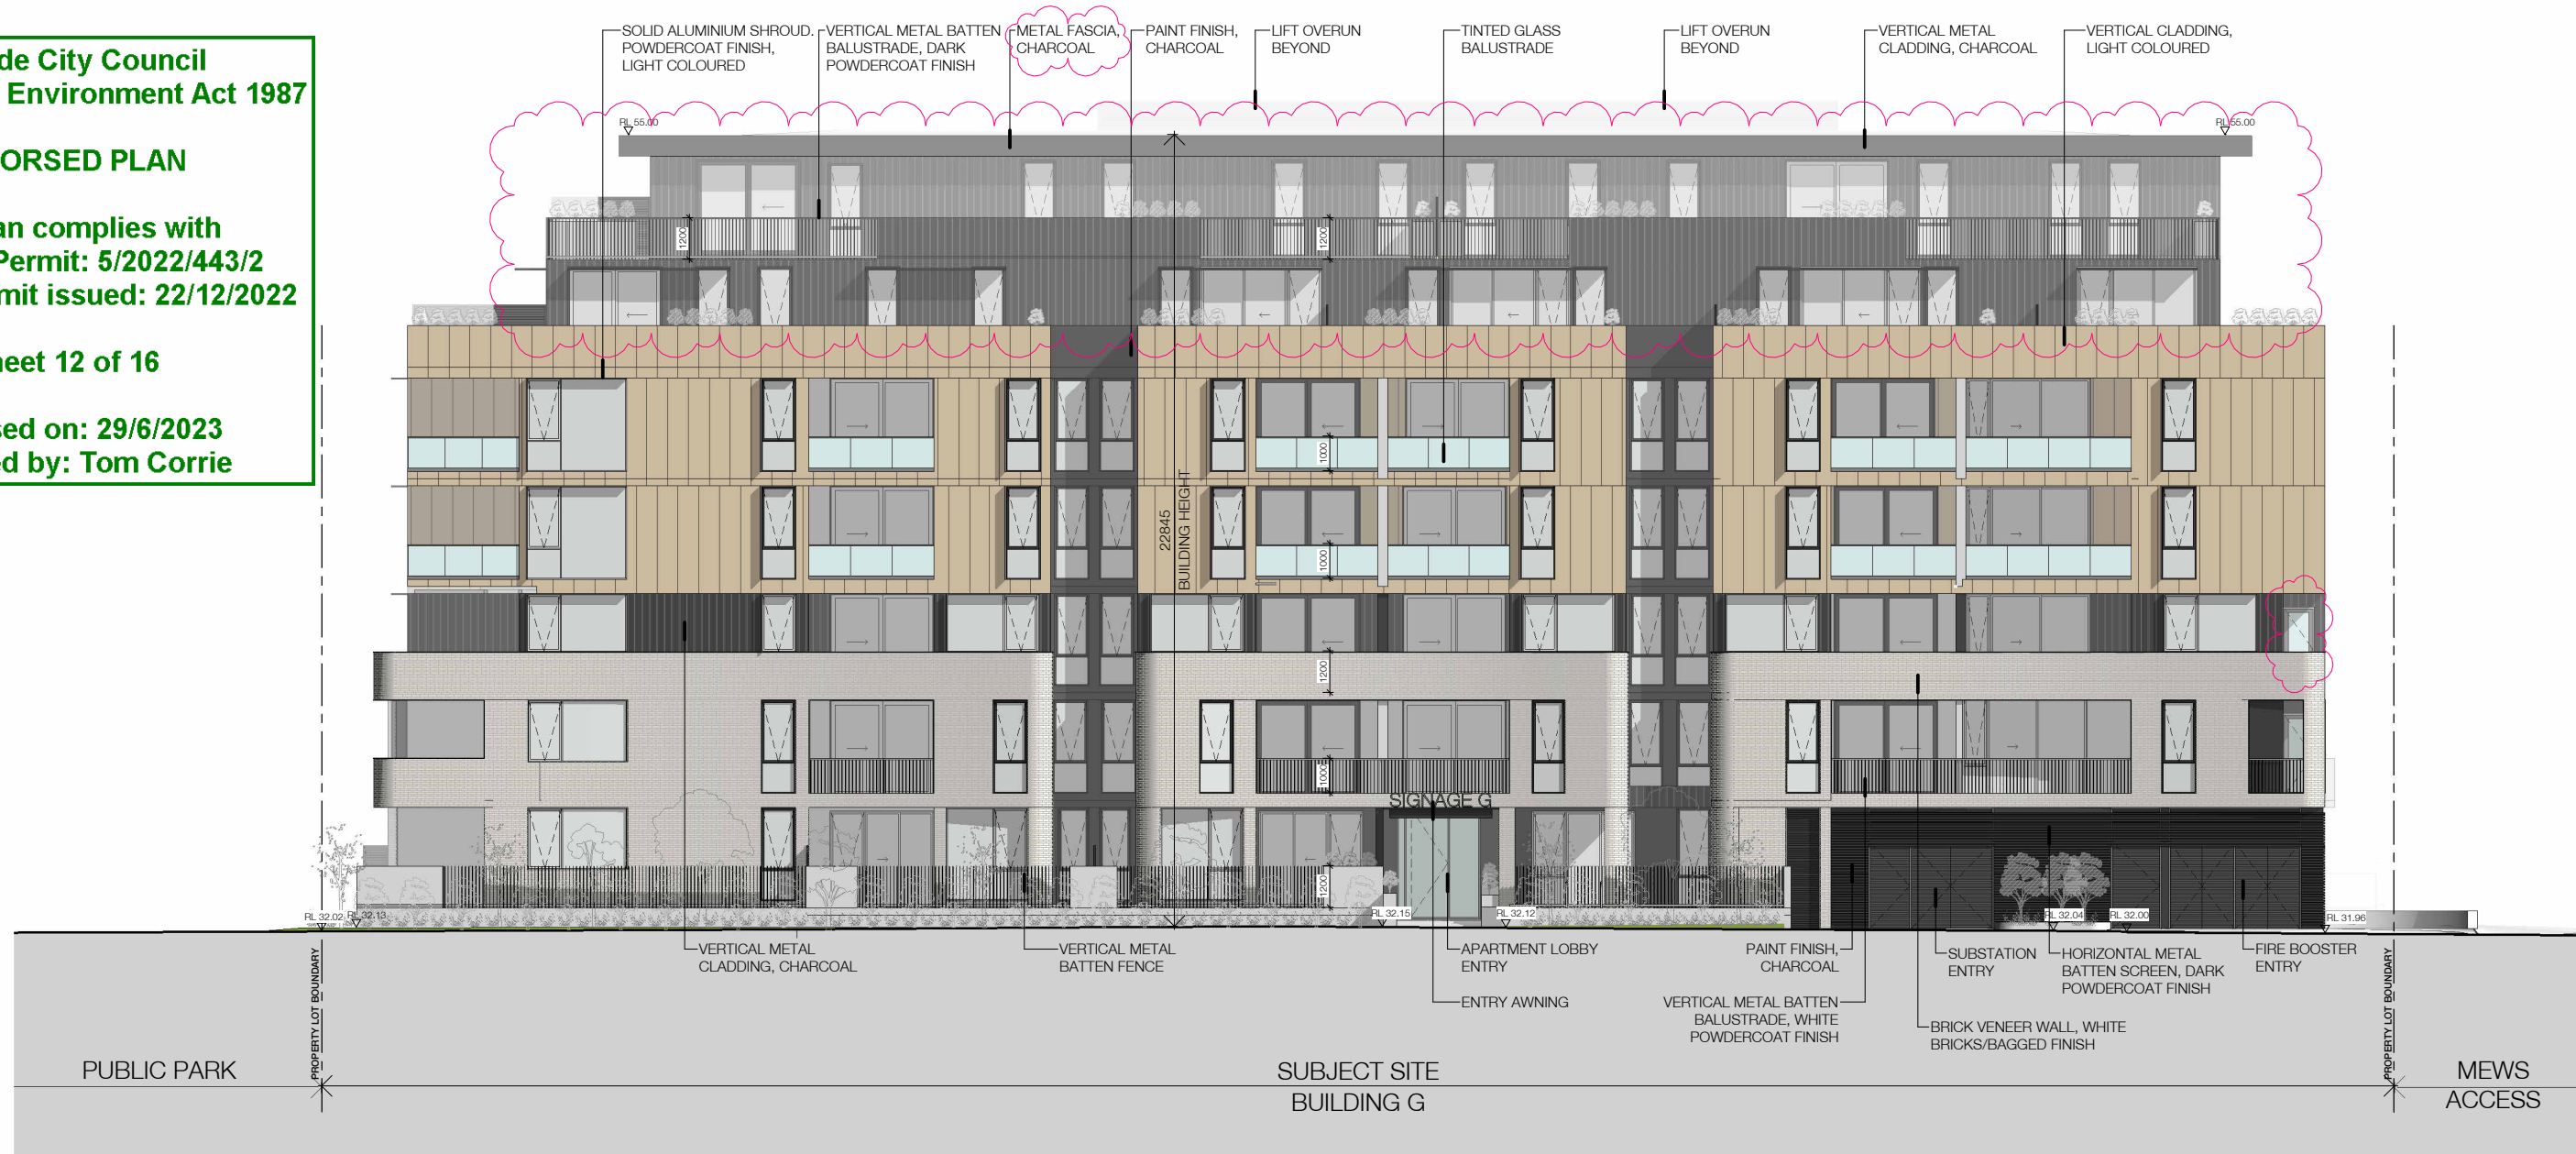 de City Council
Environment Act 1987
ORSED PLAN
an complies with
Permit: 5/2022/443/2
mit issued: 22/12/2022
eet 12 of 16
sed on: 29/6/2023
d by: Tom Corrie
SOLID ALUMINIUM SHROUD.
POWDERCOAT FINISH,
LIGHT COLOURED
VERTICAL METAL BATTEN
BALUSTRADE, DARK
POWDERCOAT FINISH
METAL FASCIA,
CHARCOAL
PAINT FINISH,
CHARCOAL
LIFT OVERUN
BEYOND
TINTED GLASS
BALUSTRADE
LIFT OVERUN
BEYOND
VERTICAL METAL
CLADDING, CHARCOAL
VERTICAL CLADDING,
LIGHT COLOURED
RL 55.00
RL 55.00
1200
1200
1000
1000
22845
BUILDING HEIGHT
1200
1000
SIGNAGE G
1200
RL 32.02
RL 32.13
RL 32.15
RL 32.12
RL 32.04
RL 32.00
RL 31.96
VERTICAL METAL
CLADDING, CHARCOAL
VERTICAL METAL
BATTEN FENCE
APARTMENT LOBBY
ENTRY
ENTRY AWNING
PAINT FINISH,
CHARCOAL
VERTICAL METAL BATTEN
BALUSTRADE, WHITE
POWDERCOAT FINISH
SUBSTATION
ENTRY
HORIZONTAL METAL
BATTEN SCREEN, DARK
POWDERCOAT FINISH
FIRE BOOSTER
ENTRY
BRICK VENEER WALL, WHITE
BRICKS/BAGGED FINISH
PROPERTY LOT BOUNDARY
PROPERTY LOT BOUNDARY
PUBLIC PARK
SUBJECT SITE
BUILDING G
MEWS
ACCESS